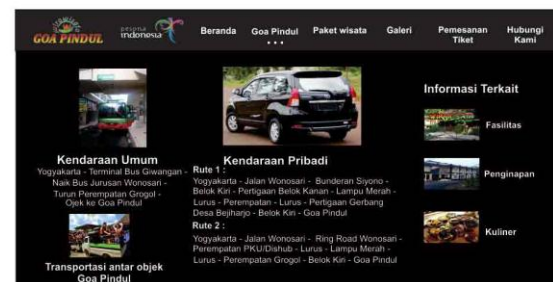 GOA PINDUL
pesona
indonesia
Beranda
Goa Pindul
Paket wisata
Galeri
Pemesanan
Tiket
Hubungi
Kami
Kendaraan Umum
Yogyakarta - Terminal Bus Giwangan -
Naik Bus Jurusan Wonosari -
Turun Perempatan Grogol -
Ojek ke Goa Pindul
Transportasi antar objek
Goa Pindul
Kendaraan Pribadi
Rute 1 :
Yogyakarta - Jalan Wonosari - Bunderan Siyono -
Belok Kiri - Pertigaan Belok Kanan - Lampu Merah -
Lurus - Perempatan - Lurus - Pertigaan Gerbang
Desa Bejiharjo - Belok Kiri - Goa Pindul
Rute 2 :
Yogyakarta - Jalan Wonosari - Ring Road Wonosari -
Perempatan PKU/Dishub - Lurus - Lampu Merah -
Lurus - Perempatan Grogol - Belok Kiri - Goa Pindul
Informasi Terkait
Fasilitas
Penginapan
Kuliner